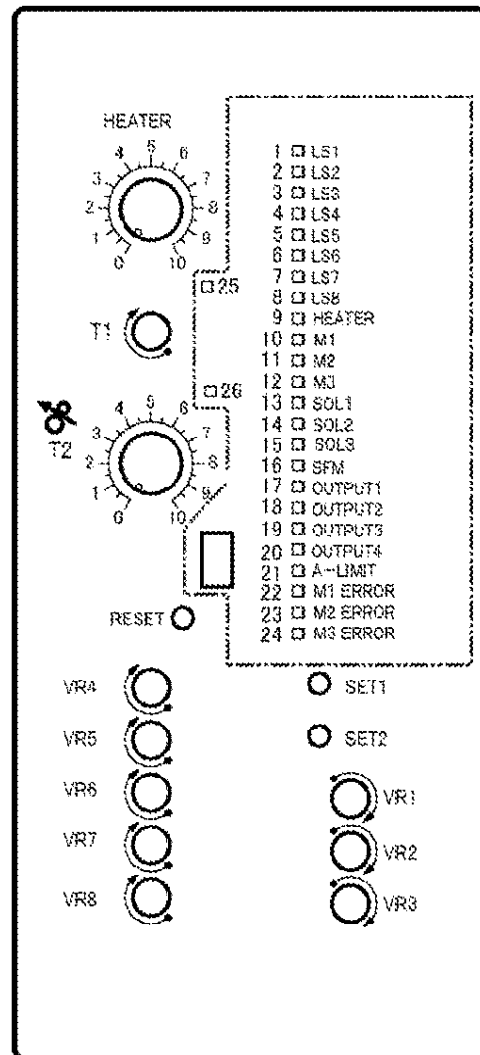 HEATER
0 1 2 3 4 5 6 7 8 9 10
T1
T2
0 1 2 3 4 5 6 7 8 9 10
25
26
1 LS1
2 LS2
3 LS3
4 LS4
5 LS5
6 LS6
7 LS7
8 LS8
9 HEATER
10 M1
11 M2
12 M3
13 SOL1
14 SOL2
15 SOL3
16 SFM
17 OUTPUT1
18 OUTPUT2
19 OUTPUT3
20 OUTPUT4
21 A-LIMIT
22 M1 ERROR
23 M2 ERROR
24 M3 ERROR
RESET
VR4
VR5
VR6
VR7
VR8
SET1
SET2
VR1
VR2
VR3